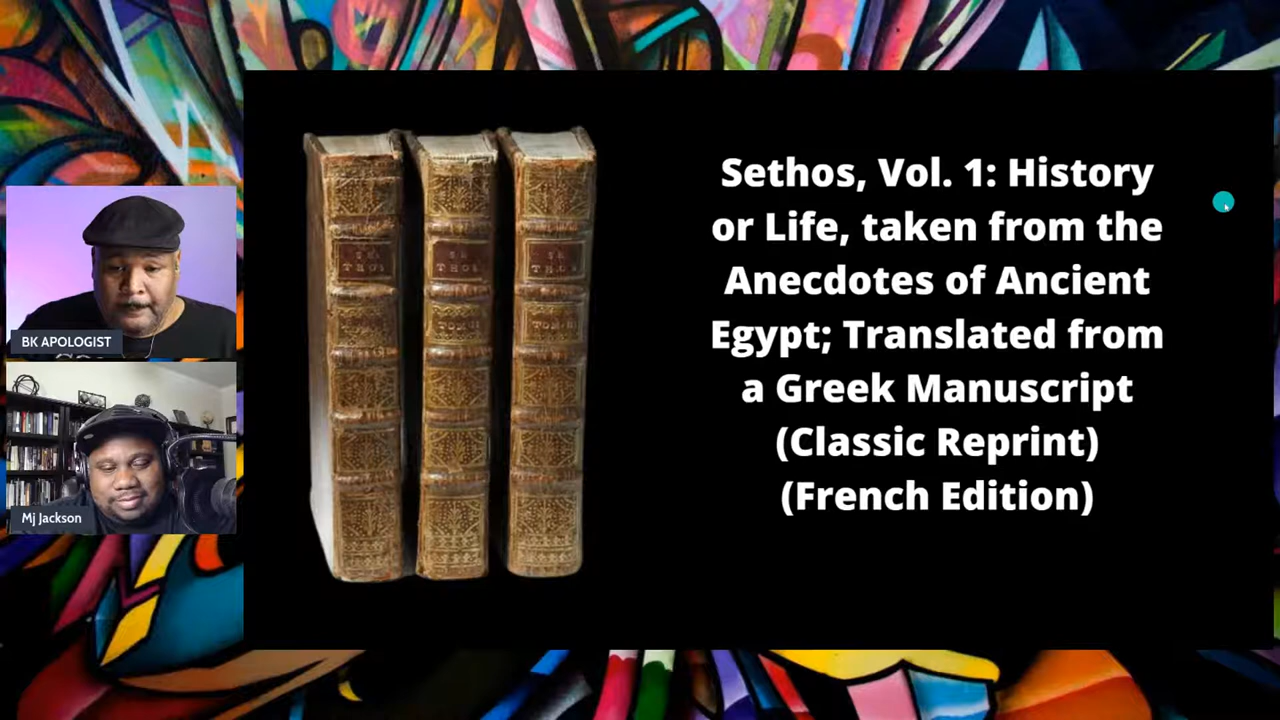 Sethos, Vol. 1: History
or Life, taken from the
Anecdotes of Ancient
Egypt; Translated from
a Greek Manuscript
(Classic Reprint)
(French Edition)
BK APOLOGIST
Mj Jackson